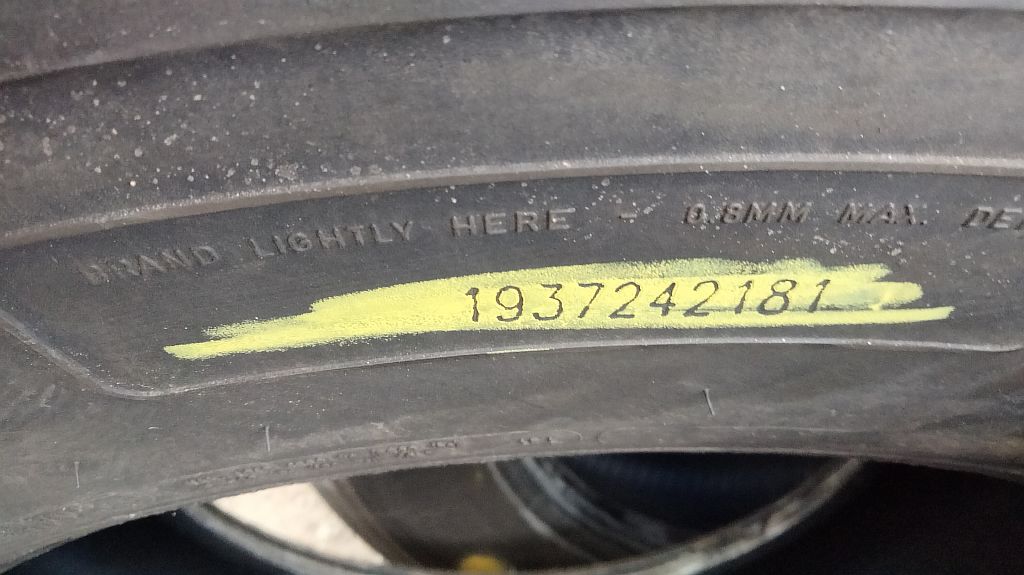 BRAND LIGHTLY HERE - 0.8MM MAX.
1937242181